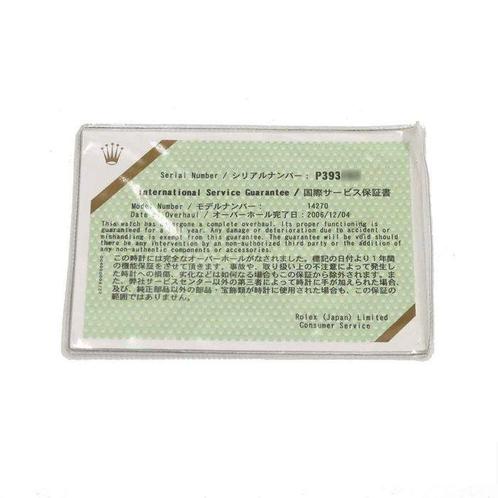 Serial Number / シリアルナンバー： P393
International Service Guarantee / 国際サービス保証書
Model Number / モデルナンバー： 14270
Date of Overhaul / オーバーホール完了日：2006/12/04
This watch has undergone a complete overhaul. Its proper functioning is
guaranteed for a full year. Any deterioration due to accident or
mishandling is exempt from the guarantee. The guarantee will be void should
there be any intervention by an non-authorized third party or the addition of
any non-authentic components or accessories.
この時計には完全なオーバーホールがなされました。標記の日付より１年間
の機能保証をさせて頂きます。事故や、取り扱い上の不注意によって発生し
た時計への損傷、劣化などはいかなる場合もこの保証から除かれます。
また、弊社サービスセンター以外の第三者によって時計に手が加えられた場合、
及び、純正部品以外の部品・宝飾類が時計に使用された場合も、この保証の
範囲ではありません。
Rolex (Japan) Limited
Consumer Service